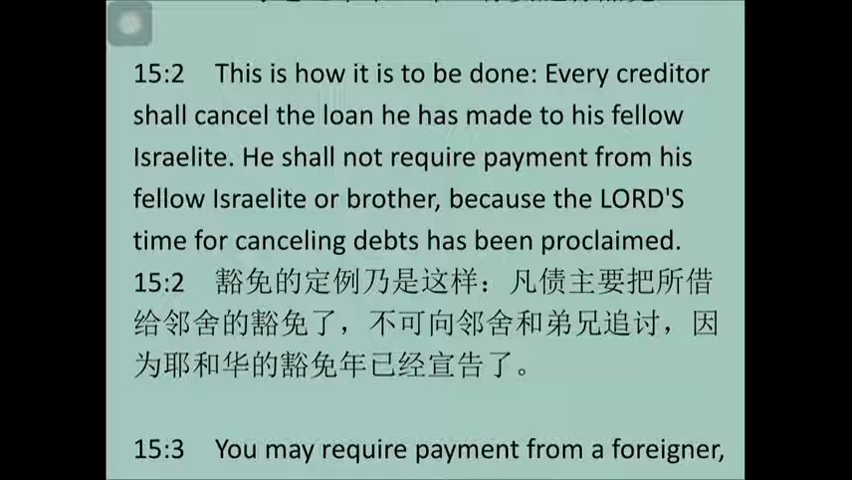 15:2 This is how it is to be done: Every creditor
shall cancel the loan he has made to his fellow
Israelite. He shall not require payment from his
fellow Israelite or brother, because the LORD'S
time for canceling debts has been proclaimed.
15:2 豁免的定例乃是这样：凡债主要把所借
给邻舍的豁免了，不可向邻舍和弟兄追讨，因
为耶和华的豁免年已经宣告了。
15:3 You may require payment from a foreigner,